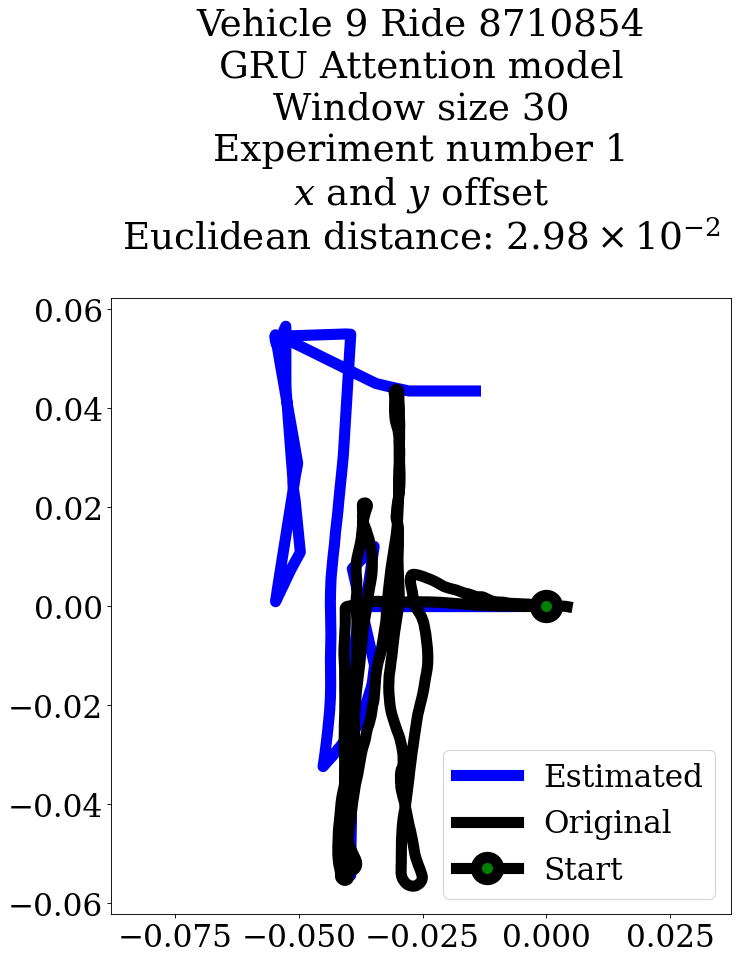 Vehicle 9 Ride 8710854
GRU Attention model
Window size 30
Experiment number 1
x and y offset
Euclidean distance: 2.98 × 10⁻²
0.06
0.04
0.02
0.00
−0.02
−0.04
−0.06
Estimated
Original
Start
−0.075 −0.050 −0.025 0.000 0.025